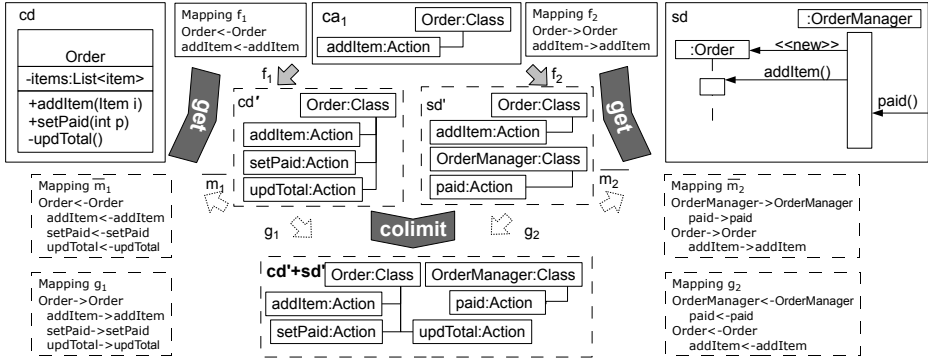 cd
Order
-items:List<item>
+addItem(Item i)
+setPaid(int p)
-updTotal()
Mapping f1
Order<-Order
addItem<-addItem
ca1
Order:Class
addItem:Action
Mapping f2
Order->Order
addItem->addItem
sd
:OrderManager
:Order
<<new>>
addItem()
paid()
get
f1
f2
get
cd'
Order:Class
addItem:Action
setPaid:Action
updTotal:Action
sd'
Order:Class
addItem:Action
OrderManager:Class
paid:Action
m1
m2
Mapping m1
Order<-Order
addItem<-addItem
setPaid<-setPaid
updTotal<-updTotal
g1
colimit
g2
Mapping m2
OrderManager->OrderManager
paid->paid
Order->Order
addItem->addItem
Mapping g1
Order->Order
addItem->addItem
setPaid->setPaid
updTotal->updTotal
cd'+sd'
Order:Class
OrderManager:Class
addItem:Action
paid:Action
setPaid:Action
updTotal:Action
Mapping g2
OrderManager<-OrderManager
paid<-paid
Order<-Order
addItem<-addItem